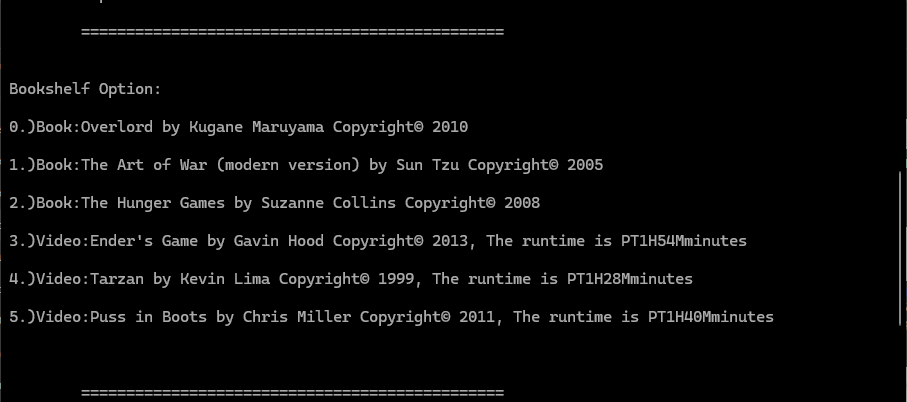 ===============================================
Bookshelf Option:
0.)Book:Overlord by Kugane Maruyama Copyright© 2010
1.)Book:The Art of War (modern version) by Sun Tzu Copyright© 2005
2.)Book:The Hunger Games by Suzanne Collins Copyright© 2008
3.)Video:Ender's Game by Gavin Hood Copyright© 2013, The runtime is PT1H54Mminutes
4.)Video:Tarzan by Kevin Lima Copyright© 1999, The runtime is PT1H28Mminutes
5.)Video:Puss in Boots by Chris Miller Copyright© 2011, The runtime is PT1H40Mminutes
===============================================